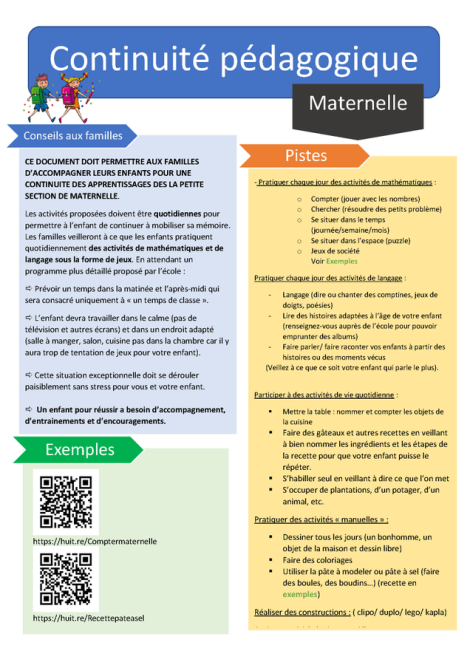 Continuité pédagogique
Maternelle
Conseils aux familles
CE DOCUMENT DOIT PERMETTRE AUX FAMILLES
D'ACCOMPAGNER LEURS ENFANTS POUR UNE
CONTINUITE DES APPRENTISSAGES DES LA PETITE
SECTION DE MATERNELLE.
Les activités proposées doivent être quotidiennes pour
permettre à l'enfant de continuer à mobiliser sa mémoire.
Les familles veilleront à ce que les enfants pratiquent
quotidiennement des activités de mathématiques et de
langage sous la forme de jeux. En attendant un
programme plus détaillé proposé par l'école :
➪ Prévoir un temps dans la matinée et l'après-midi qui
sera consacré uniquement à « un temps de classe ».
➪ L'enfant devra travailler dans le calme (pas de
télévision et autres écrans) et dans un endroit adapté
(salle à manger, salon, cuisine pas dans la chambre car il y
aura trop de tentation de jeux pour votre enfant).
➪ Cette situation exceptionnelle doit se dérouler
paisiblement sans stress pour vous et votre enfant.
➪ Un enfant pour réussir a besoin d'accompagnement,
d'entrainements et d'encouragements.
Exemples
https://huit.re/Comptermaternelle
https://huit.re/Recettepateasel
Pistes
- Pratiquer chaque jour des activités de mathématiques :
o Compter (jouer avec les nombres)
o Chercher (résoudre des petits problème)
o Se situer dans le temps
(journée/semaine/mois)
o Se situer dans l'espace (puzzle)
o Jeux de société
Voir Exemples
Pratiquer chaque jour des activités de langage :
- Langage (dire ou chanter des comptines, jeux de
doigts, poésies)
- Lire des histoires adaptées à l'âge de votre enfant
(renseignez-vous auprès de l'école pour pouvoir
emprunter des albums)
- Faire parler/ faire raconter vos enfants à partir des
histoires ou des moments vécus
(Veillez à ce que ce soit votre enfant qui parle le plus).
Participer à des activités de vie quotidienne :
▪ Mettre la table : nommer et compter les objets de
la cuisine
▪ Faire des gâteaux et autres recettes en veillant
à bien nommer les ingrédients et les étapes de
la recette pour que votre enfant puisse le
répéter.
▪ S'habiller seul en veillant à dire ce que l'on met
▪ S'occuper de plantations, d'un potager, d'un
animal, etc.
Pratiquer des activités « manuelles » :
▪ Dessiner tous les jours (un bonhomme, un
objet de la maison et dessin libre)
▪ Faire des coloriages
▪ Utiliser la pâte à modeler ou pâte à sel (faire
des boules, des boudins…) (recette en
exemples)
Réaliser des constructions : ( clipo/ duplo/ lego/ kapla)